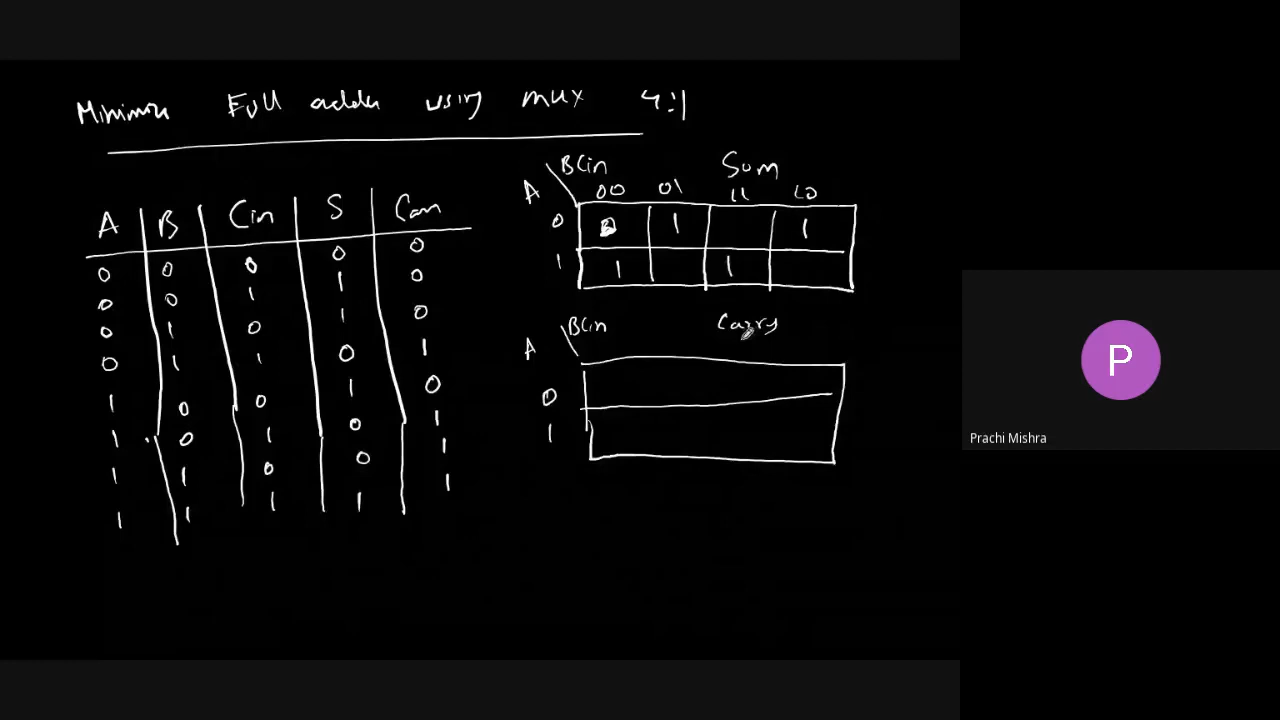 Minimize Full adder using mux 4:1
A B Cin S Carr
0 0 0 0 0
0 0 1 1 0
0 1 0 1 0
0 1 1 0 1
1 0 0 1 0
1 0 1 0 1
1 1 0 0 1
1 1 1 1 1
BCin Sum
A 00 01 11 10
0 0 1 1
1 1 1
BCin Carry
A
0
1
P
Prachi Mishra